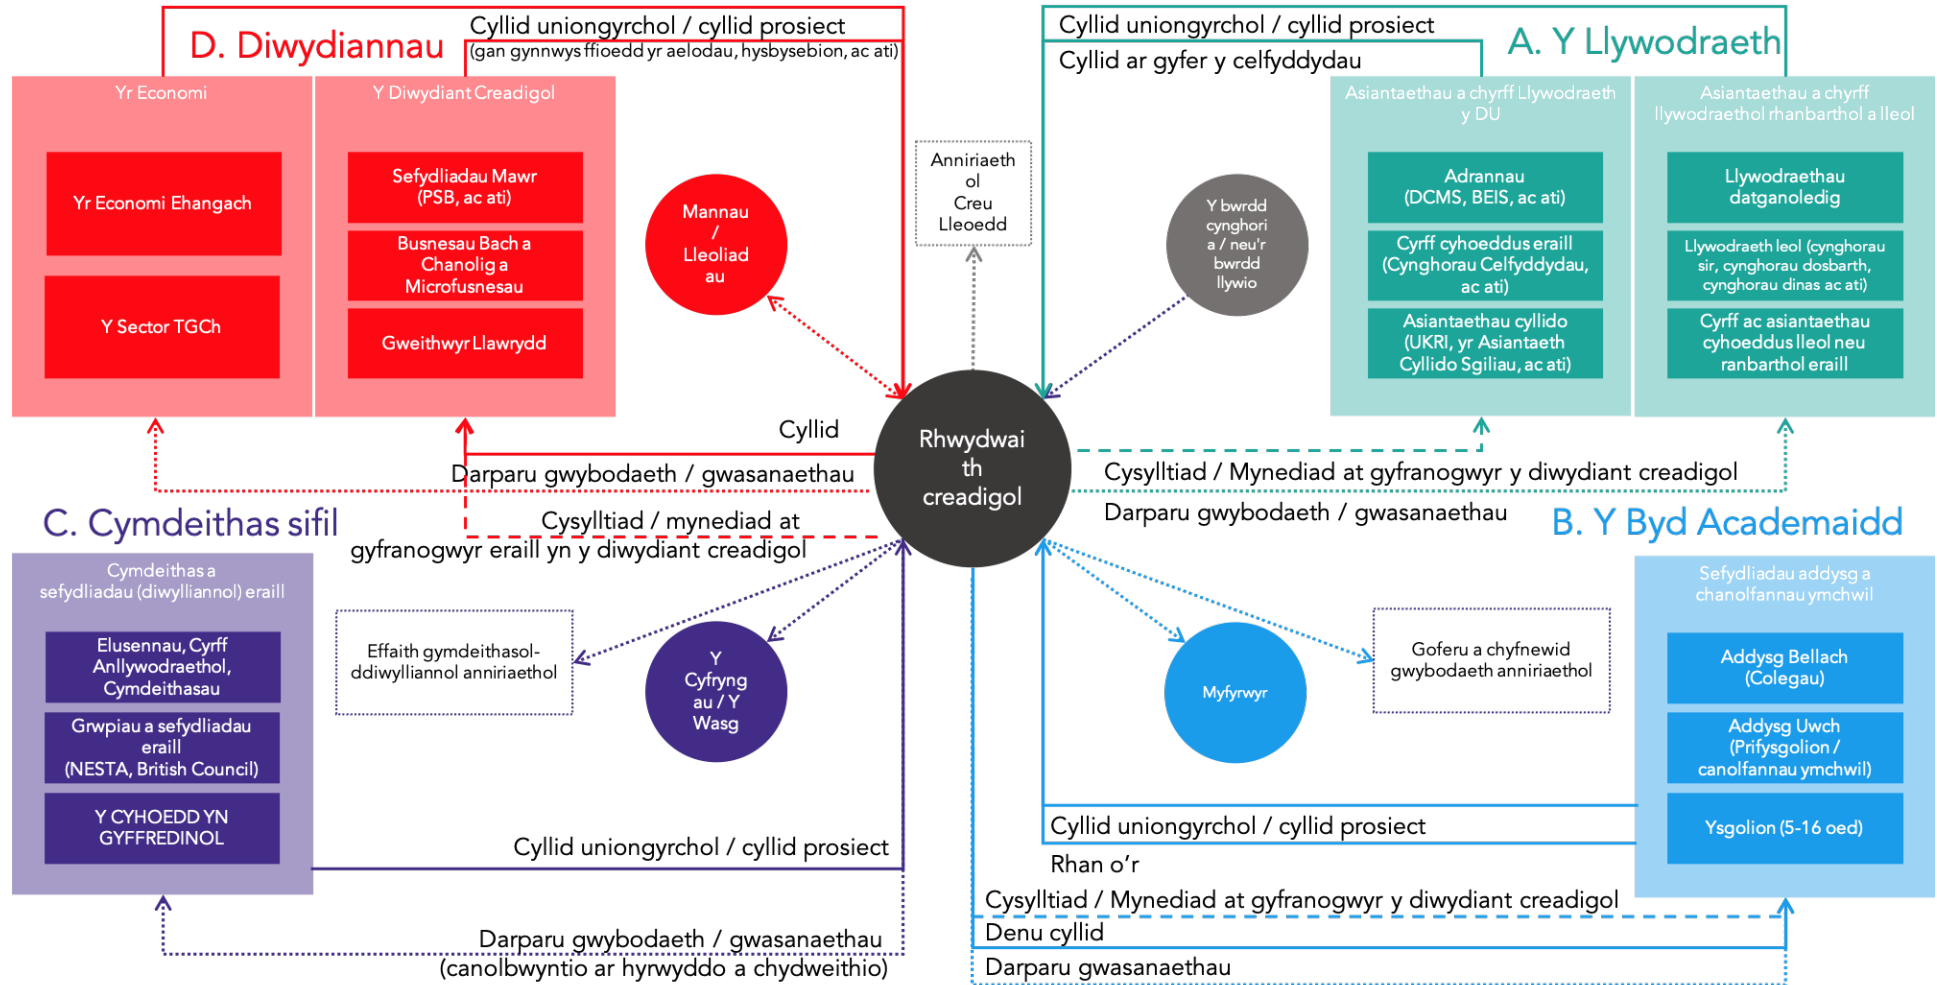 D. Diwydiannau
Cyllid uniongyrchol / cyllid prosiect
(gan gynnwys ffioedd yr aelodau, hysbysebion, ac ati)
Yr Economi
Yr Economi Ehangach
Y Sector TGCh
Y Diwydiant Creadigol
Sefydliadau Mawr
(PSB, ac ati)
Busnesau Bach a
Chanolig a
Microfusnesau
Gweithwyr Llawrydd
Mannau
/
Lleoliad
au
Anniriaeth
ol
Creu
Lleoedd
Cyllid uniongyrchol / cyllid prosiect
Cyllid ar gyfer y celfyddydau
A. Y Llywodraeth
Y bwrdd
cynghori
a / neu'r
bwrdd
llywio
Asiantaethau a chyrff Llywodraeth
y DU
Adrannau
(DCMS, BEIS, ac ati)
Cyrff cyhoeddus eraill
(Cynghorau Celfyddydau,
ac ati)
Asiantaethau cyllido
(UKRI, yr Asiantaeth
Cyllido Sgiliau, ac ati)
Asiantaethau a chyrff
llywodraethol rhanbarthol a lleol
Llywodraethau
datganoledig
Llywodraeth leol (cynghorau
sir, cynghorau dosbarth,
cynghorau dinas ac ati)
Cyrff ac asiantaethau
cyhoeddus lleol neu
ranbarthol eraill
Rhwydwai
th
creadigol
Cyllid
Darparu gwybodaeth / gwasanaethau
Cysylltiad / mynediad at
gyfranogwyr eraill yn y diwydiant creadigol
Cysylltiad / Mynediad at gyfranogwyr y diwydiant creadigol
Darparu gwybodaeth / gwasanaethau
C. Cymdeithas sifil
Cymdeithas a
sefydliadau (diwylliannol) eraill
Elusennau, Cyrff
Anllywodraethol,
Cymdeithasau
Grwpiau a sefydliadau
eraill
(NESTA, British Council)
Y CYHOEDD YN
GYFFREDINOL
Effaith gymdeithasol-
ddiwylliannol anniriaethol
Y
Cyfryng
au / Y
Wasg
Cyllid uniongyrchol / cyllid prosiect
Darparu gwybodaeth / gwasanaethau
(canolbwyntio ar hyrwyddo a chydweithio)
B. Y Byd Academaidd
Myfyrwyr
Goferu a chyfnewid
gwybodaeth anniriaethol
Sefydliadau addysg a
chanolfannau ymchwil
Addysg Bellach
(Colegau)
Addysg Uwch
(Prifysgolion /
canolfannau ymchwil)
Ysgolion (5-16 oed)
Cyllid uniongyrchol / cyllid prosiect
Rhan o’r
Cysylltiad / Mynediad at gyfranogwyr y diwydiant creadigol
Denu cyllid
Darparu gwasanaethau